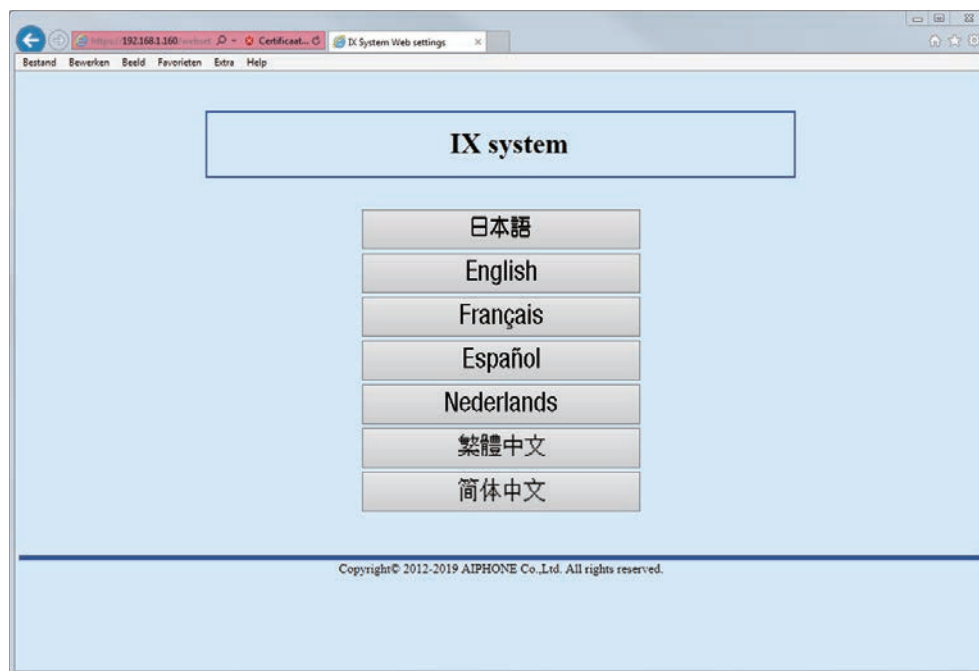 https://192.168.1.160/webset Certificaat... IX System Web settings
Bestand Bewerken Beeld Favorieten Extra Help
IX system
日本語
English
Français
Español
Nederlands
繁體中文
简体中文
Copyright© 2012-2019 AIPHONE Co.,Ltd. All rights reserved.